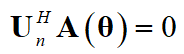 U_n^H A(θ) = 0